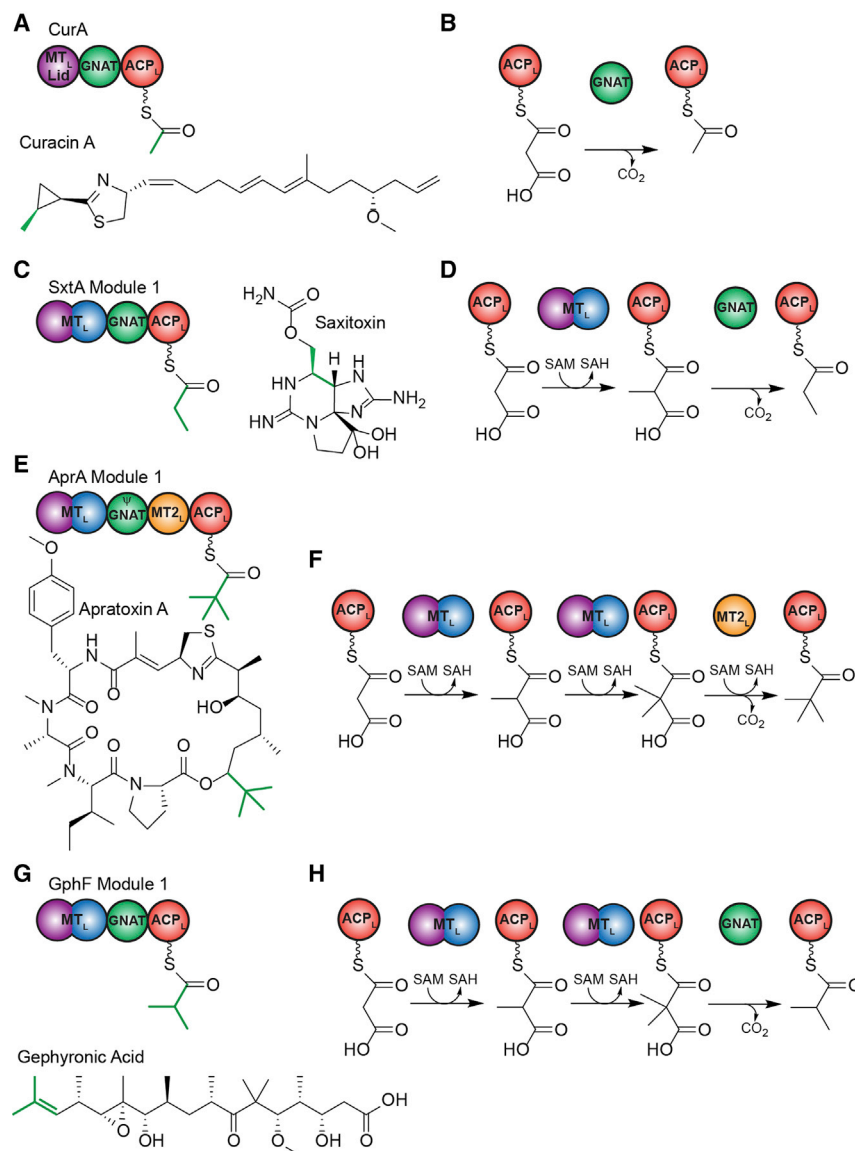 A
CurA
MT L
Lid
GNAT
ACP L
S
O
Curacin A
N
S
O
B
ACP L
GNAT
ACP L
S
O
S
O
HO
O
CO2
C
SxtA Module 1
MT L
GNAT
ACP L
S
O
H2N
O
O
Saxitoxin
H
HN
H
N
HN
N
N
NH2
OH
OH
D
ACP L
MT L
ACP L
GNAT
ACP L
S
O
SAM SAH
S
O
S
O
HO
O
HO
O
CO2
E
AprA Module 1
MT L
Ψ
GNAT
MT2 L
ACP L
O
S
O
Apratoxin A
H
N
O
S
N
HO
O
N
O
N
O
N
O
O
F
ACP L
MT L
ACP L
MT L
ACP L
MT2 L
ACP L
S
O
SAM SAH
S
O
SAM SAH
S
O
SAM SAH
S
O
HO
O
HO
O
HO
O
CO2
G
GphF Module 1
MT L
GNAT
ACP L
S
O
Gephyronic Acid
O
OH
O
O
OH
O
OH
H
ACP L
MT L
ACP L
MT L
ACP L
GNAT
ACP L
S
O
SAM SAH
S
O
SAM SAH
S
O
S
O
HO
O
HO
O
HO
O
CO2